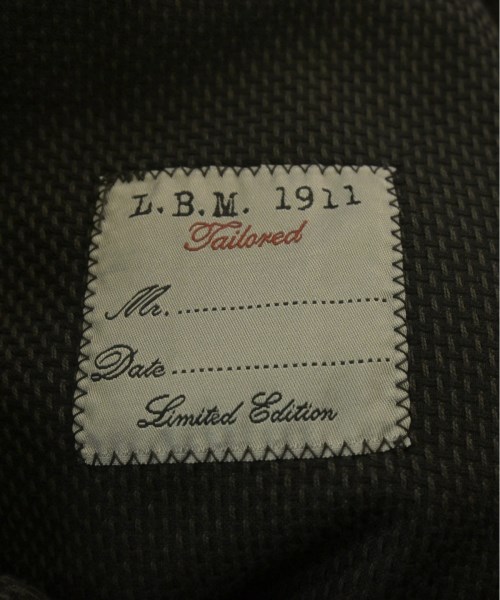 L.B.M. 1911
Tailored
Mr. ........................................
Date ........................................
Limited Edition